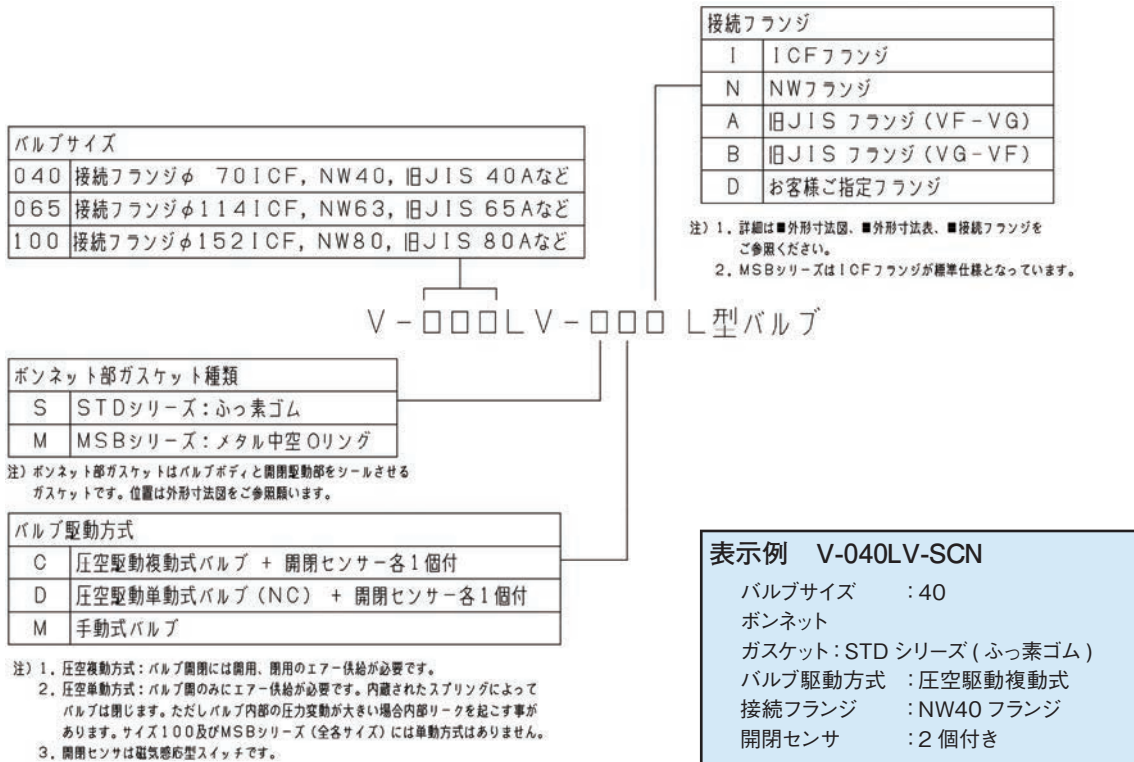 接続フランジ
I ICFフランジ
N NWフランジ
A 旧JIS フランジ(VF-VG)
B 旧JIS フランジ(VG-VF)
D お客様ご指定フランジ
注)1. 詳細は■外形寸法図、■外形寸法表、■接続フランジを
ご参照ください。
2. MSBシリーズはICFフランジが標準仕様となっています。
バルブサイズ
040 接続フランジφ 70ICF, NW40, 旧JIS 40Aなど
065 接続フランジφ114ICF, NW63, 旧JIS 65Aなど
100 接続フランジφ152ICF, NW80, 旧JIS 80Aなど
V-□□□LV-□□□ L型バルブ
ボンネット部ガスケット種類
S STDシリーズ:ふっ素ゴム
M MSBシリーズ:メタル中空Oリング
注)ボンネット部ガスケットはバルブボディと開閉駆動部をシールさせる
ガスケットです。位置は外形寸法図をご参照願います。
バルブ駆動方式
C 圧空駆動複動式バルブ + 開閉センサー各1個付
D 圧空駆動単動式バルブ(NC) + 開閉センサー各1個付
M 手動式バルブ
注)1. 圧空複動方式:バルブ開閉には開用、閉用のエアー供給が必要です。
2. 圧空単動方式:バルブ開のみにエアー供給が必要です。内蔵されたスプリングによって
バルブは閉じます。ただしバルブ内部の圧力変動が大きい場合内部リークを起こす事が
あります。サイズ100及びMSBシリーズ(全各サイズ)には単動方式はありません。
3. 開閉センサは磁気感応型スイッチです。
表示例 V-040LV-SCN
バルブサイズ :40
ボンネット
ガスケット:STD シリーズ(ふっ素ゴム)
バルブ駆動方式 :圧空駆動複動式
接続フランジ :NW40 フランジ
開閉センサ :2 個付き